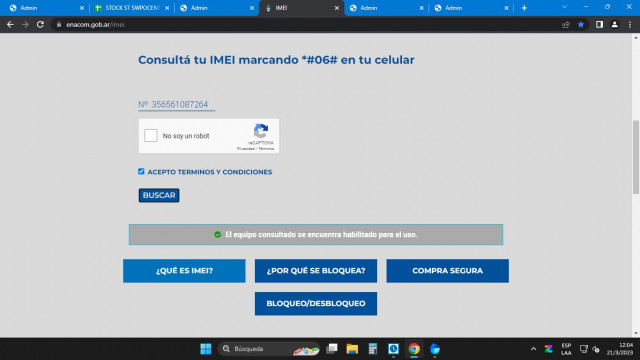 Admin
STOCK ST SWPOCENT
Admin
IMEI
Admin
Admin
enacom.gob.ar/imei
Consultá tu IMEI marcando *#06# en tu celular
Nº 356561087264
No soy un robot
reCAPTCHA
Privacidad - Términos
ACEPTO TERMINOS Y CONDICIONES
BUSCAR
El equipo consultado se encuentra habilitado para el uso.
¿QUÉ ES IMEI?
¿POR QUÉ SE BLOQUEA?
COMPRA SEGURA
BLOQUEO/DESBLOQUEO
Búsqueda
ESP
LAA
12:04
21/3/2023